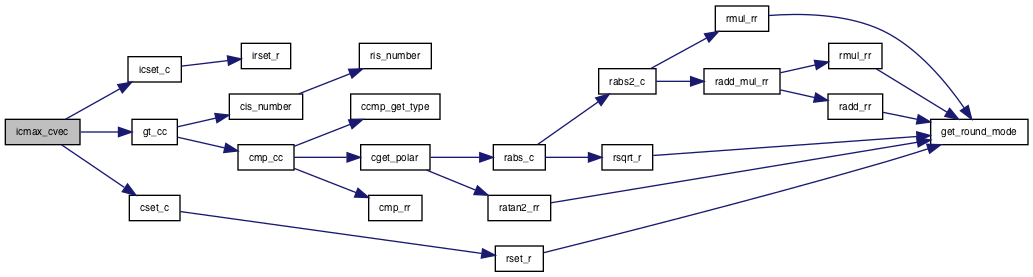 icmax_cvec
icset_c
irset_r
gt_cc
cis_number
ris_number
cmp_cc
ccmp_get_type
cget_polar
rabs_c
rabs2_c
rmul_rr
radd_mul_rr
rmul_rr
radd_rr
get_round_mode
rsqrt_r
ratan2_rr
cmp_rr
cset_c
rset_r